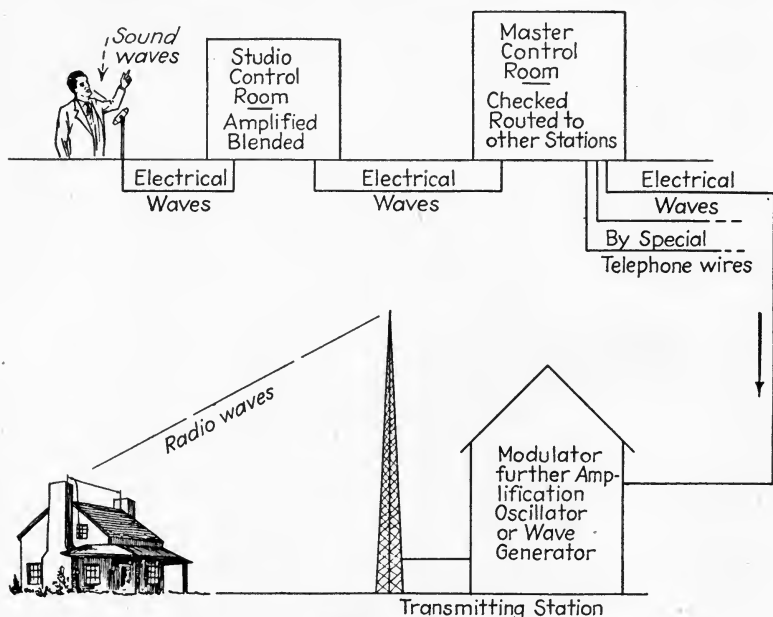 Sound
waves
Studio
Control
Room
Amplified
Blended
Master
Control
Room
Checked
Routed to
other Stations
Electrical
Waves
Electrical
Waves
Electrical
Waves
By Special
Telephone wires
Radio waves
Modulator
further Amp-
lification
Oscillator
or Wave
Generator
Transmitting Station